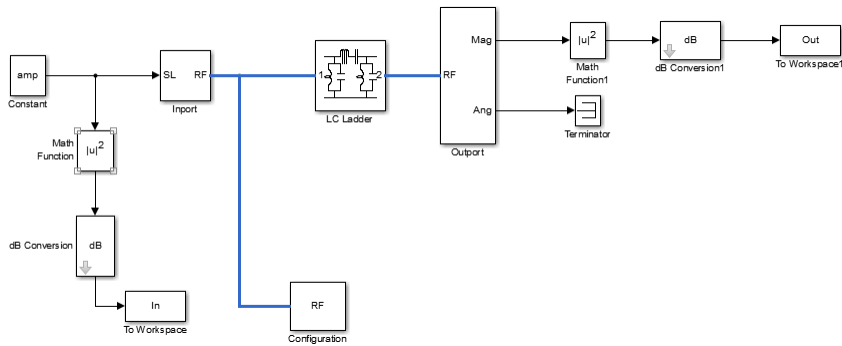 amp
Constant
SL
RF
Inport
1
2
LC Ladder
RF
Mag
Ang
Outport
|u|²
Math
Function1
dB
dB Conversion1
Out
To Workspace1
Terminator
Math
Function
|u|²
dB Conversion
dB
In
To Workspace
RF
Configuration